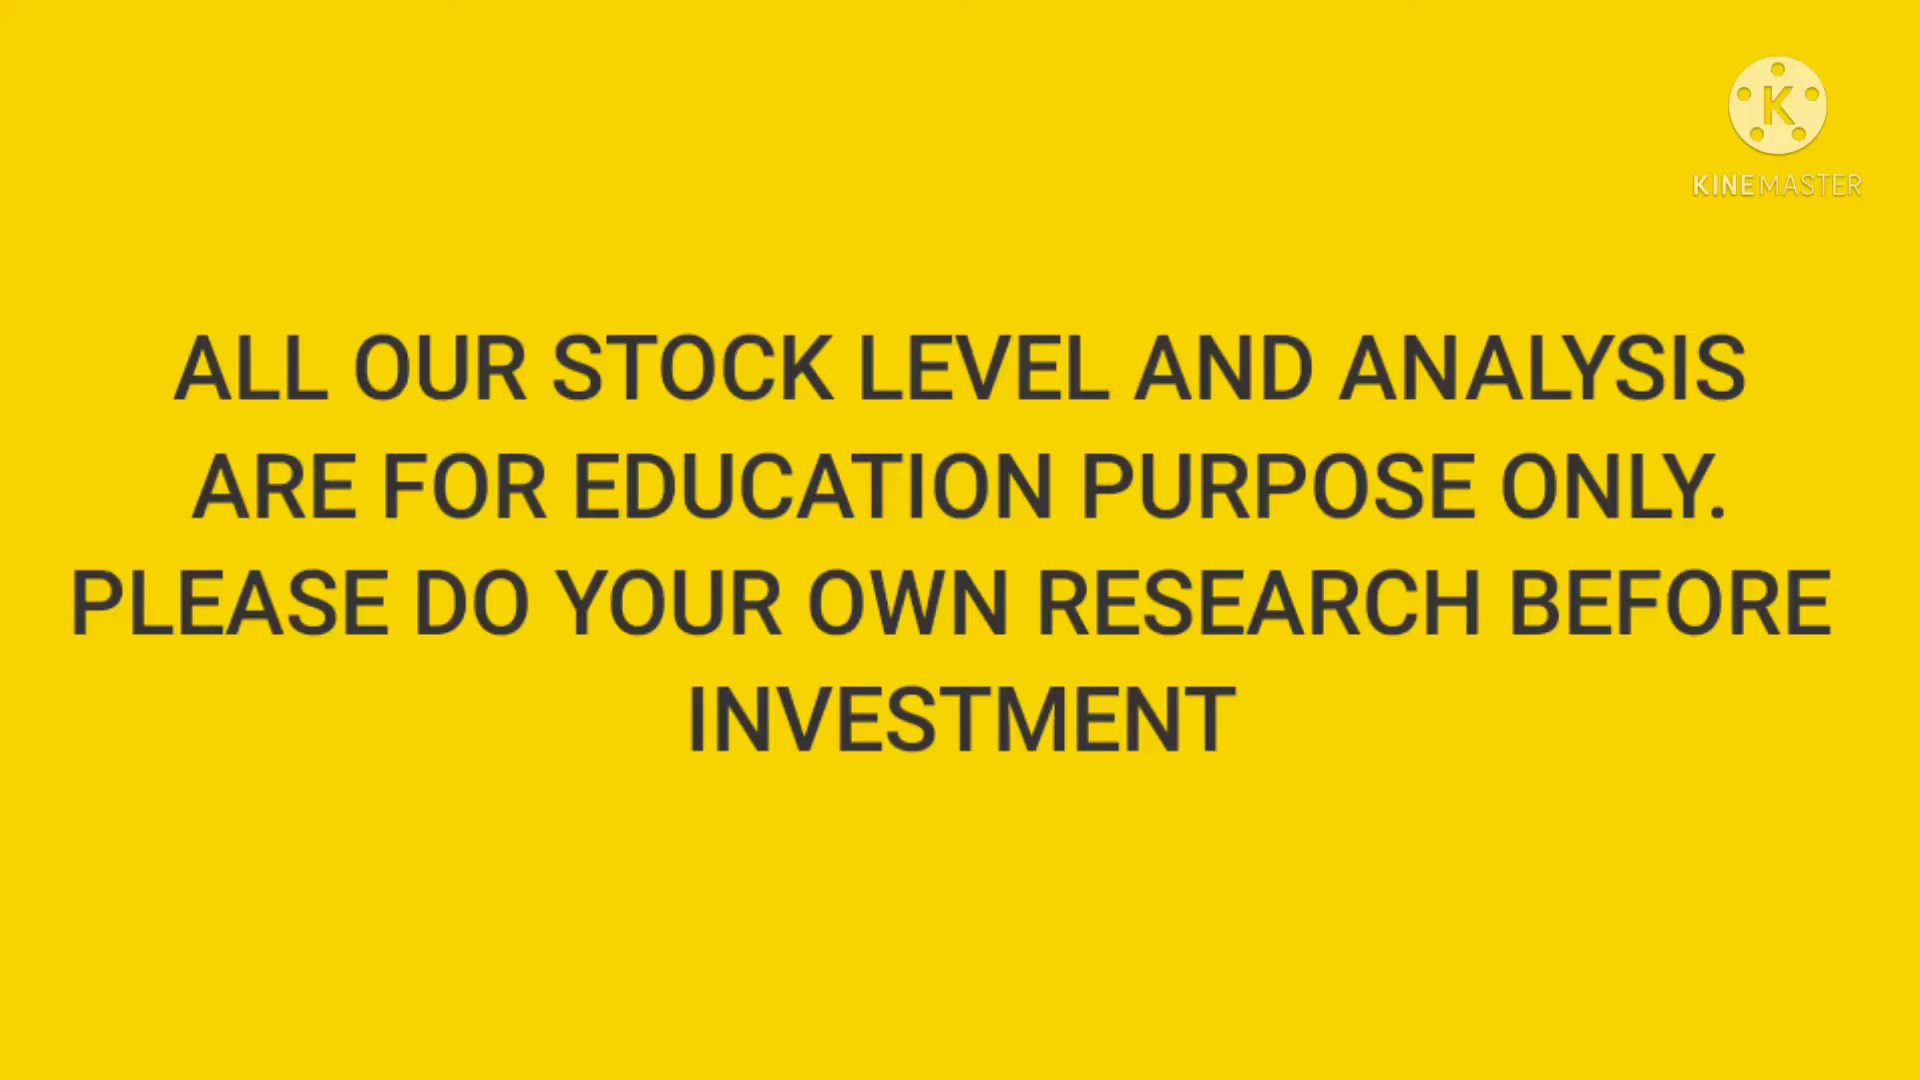 K
KINEMASTER
ALL OUR STOCK LEVEL AND ANALYSIS
ARE FOR EDUCATION PURPOSE ONLY.
PLEASE DO YOUR OWN RESEARCH BEFORE
INVESTMENT